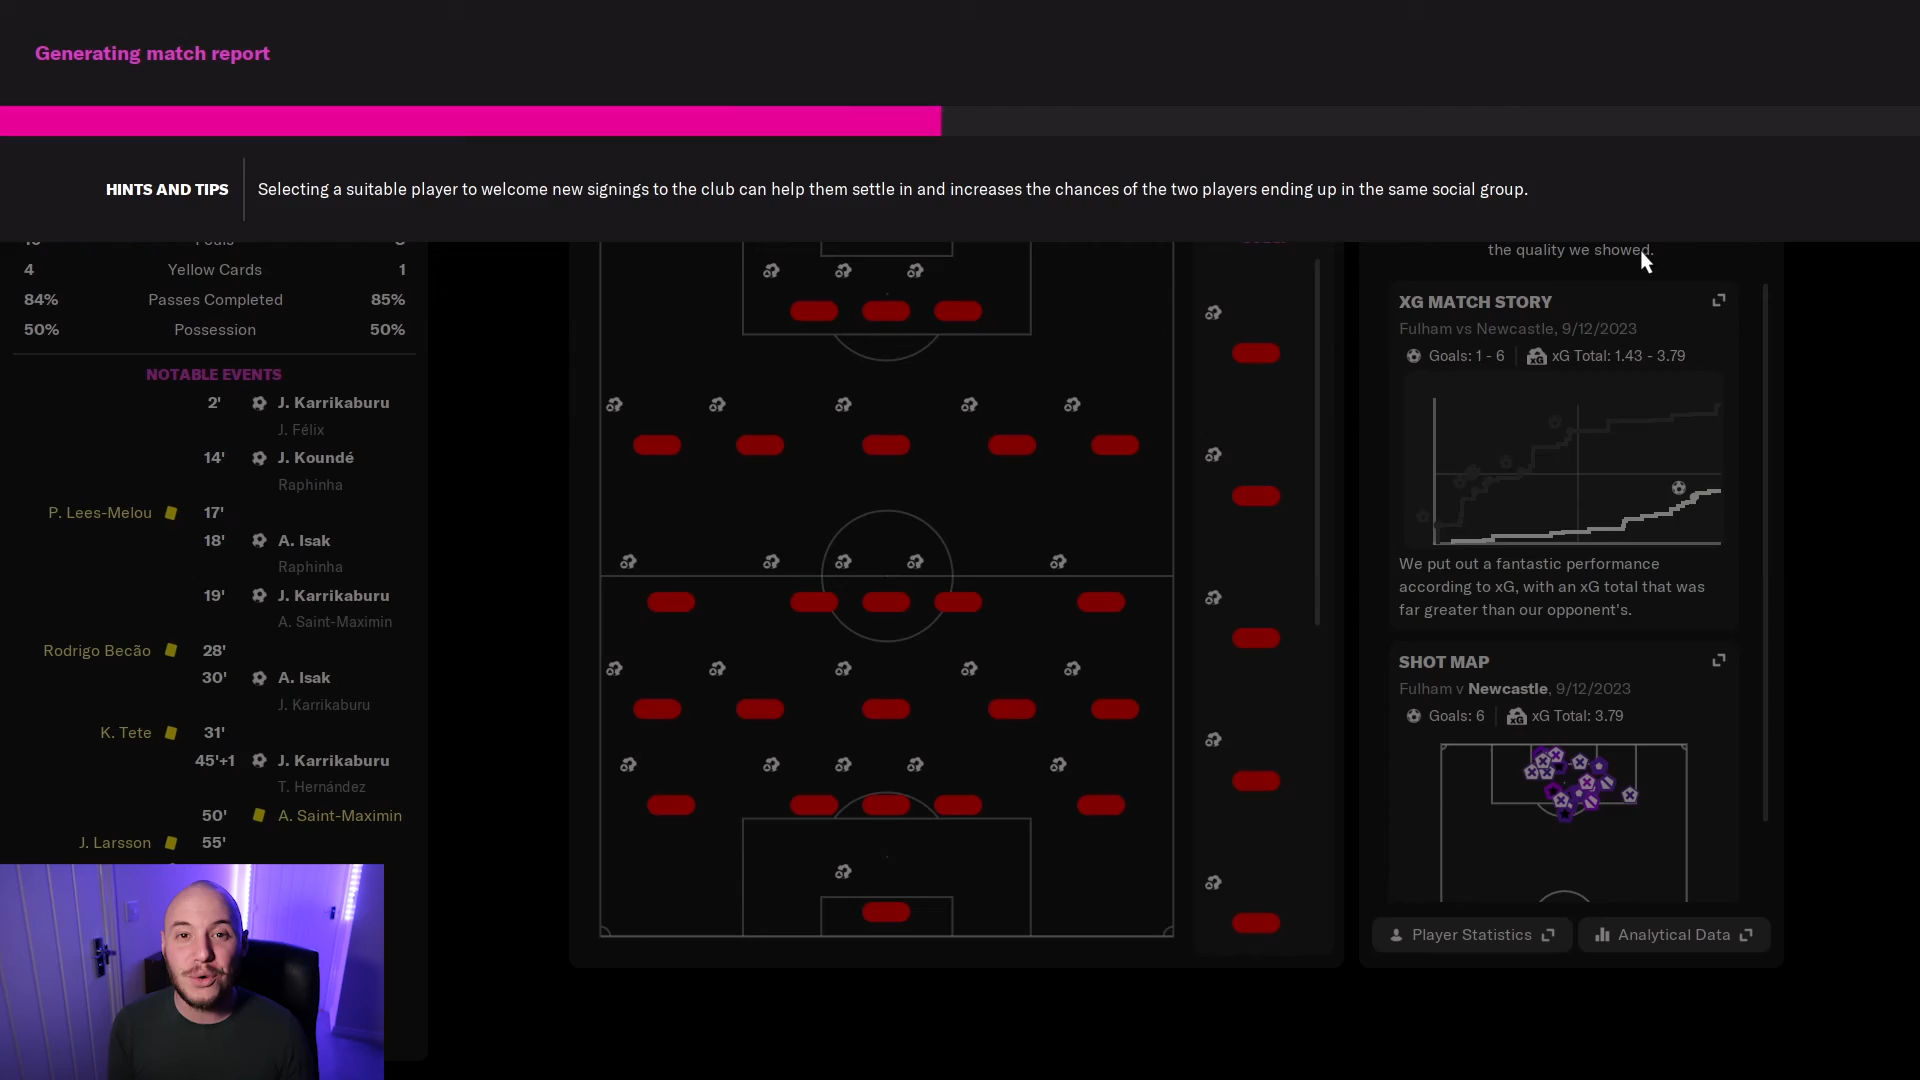 Generating match report
HINTS AND TIPS
Selecting a suitable player to welcome new signings to the club can help them settle in and increases the chances of the two players ending up in the same social group.
4 Yellow Cards 1
84% Passes Completed 85%
50% Possession 50%
NOTABLE EVENTS
2' J. Karrikaburu
J. Félix
14' J. Koundé
Raphinha
P. Lees-Melou 17'
18' A. Isak
Raphinha
19' J. Karrikaburu
A. Saint-Maximin
Rodrigo Becão 28'
30' A. Isak
J. Karrikaburu
K. Tete 31'
45'+1 J. Karrikaburu
T. Hernández
50' A. Saint-Maximin
J. Larsson 55'
the quality we showed.
XG MATCH STORY
Fulham vs Newcastle, 9/12/2023
Goals: 1 - 6 xG xG Total: 1.43 - 3.79
We put out a fantastic performance
according to xG, with an xG total that was
far greater than our opponent's.
SHOT MAP
Fulham v Newcastle, 9/12/2023
Goals: 6 xG xG Total: 3.79
Player Statistics
Analytical Data